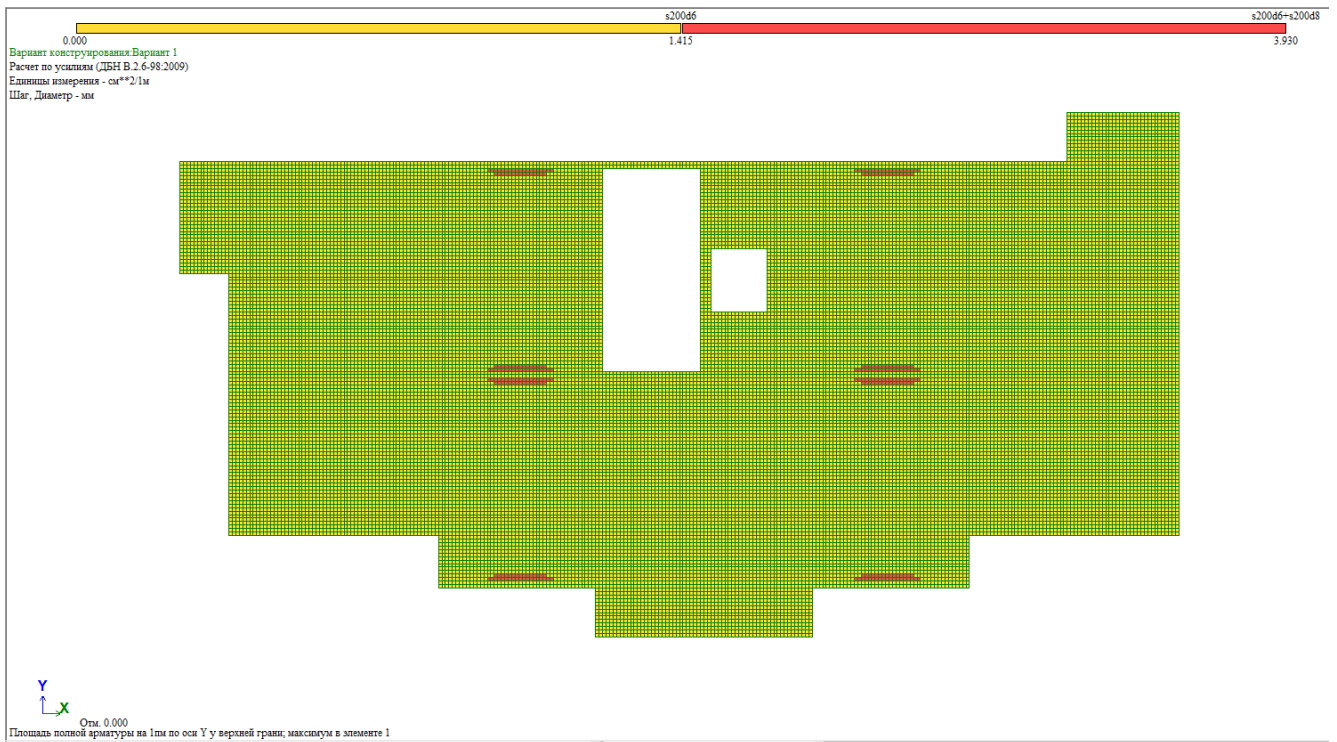 s200d6 s200d6+s200d8
0.000 1.415 3.930
Вариант конструирования:Вариант 1
Расчет по усилиям (ДБН В.2.6-98:2009)
Единицы измерения - см**2/1м
Шаг, Диаметр - мм
Y
X
Отм. 0.000
Площадь полной арматуры на 1пм по оси Y у верхней грани; максимум в элементе 1